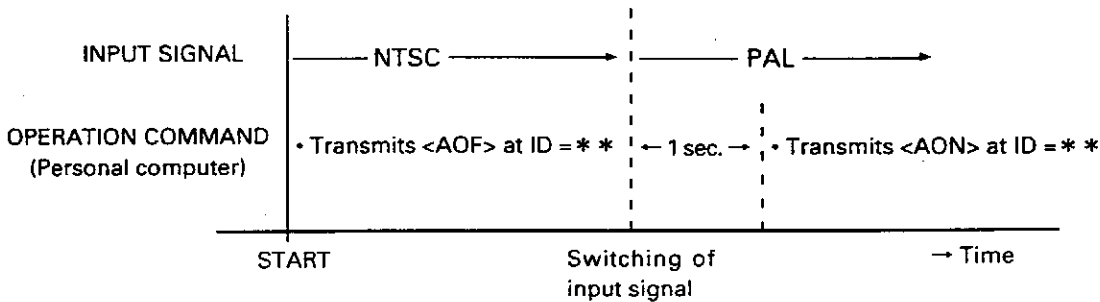 INPUT SIGNAL
NTSC
PAL
OPERATION COMMAND
(Personal computer)
• Transmits <AOF> at ID = * *
← 1 sec. →
• Transmits <AON> at ID = * *
START
Switching of
input signal
→ Time